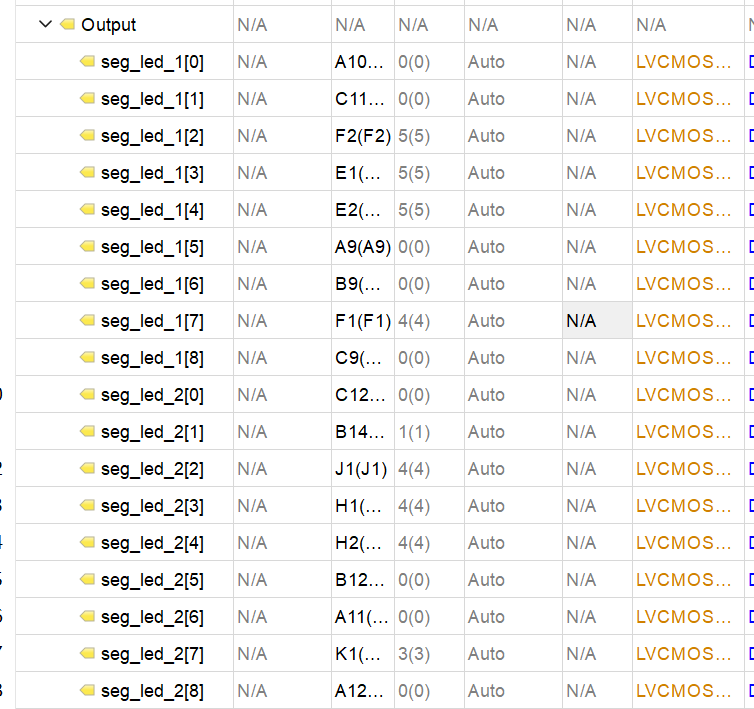 Output N/A N/A N/A N/A N/A N/A
seg_led_1[0] N/A A10... 0(0) Auto N/A LVCMOS...
seg_led_1[1] N/A C11... 0(0) Auto N/A LVCMOS...
seg_led_1[2] N/A F2(F2) 5(5) Auto N/A LVCMOS...
seg_led_1[3] N/A E1(... 5(5) Auto N/A LVCMOS...
seg_led_1[4] N/A E2(... 5(5) Auto N/A LVCMOS...
seg_led_1[5] N/A A9(A9) 0(0) Auto N/A LVCMOS...
seg_led_1[6] N/A B9(... 0(0) Auto N/A LVCMOS...
seg_led_1[7] N/A F1(F1) 4(4) Auto N/A LVCMOS...
seg_led_1[8] N/A C9(... 0(0) Auto N/A LVCMOS...
seg_led_2[0] N/A C12... 0(0) Auto N/A LVCMOS...
seg_led_2[1] N/A B14... 1(1) Auto N/A LVCMOS...
seg_led_2[2] N/A J1(J1) 4(4) Auto N/A LVCMOS...
seg_led_2[3] N/A H1(... 4(4) Auto N/A LVCMOS...
seg_led_2[4] N/A H2(... 4(4) Auto N/A LVCMOS...
seg_led_2[5] N/A B12... 0(0) Auto N/A LVCMOS...
seg_led_2[6] N/A A11(... 0(0) Auto N/A LVCMOS...
seg_led_2[7] N/A K1(... 3(3) Auto N/A LVCMOS...
seg_led_2[8] N/A A12... 0(0) Auto N/A LVCMOS...